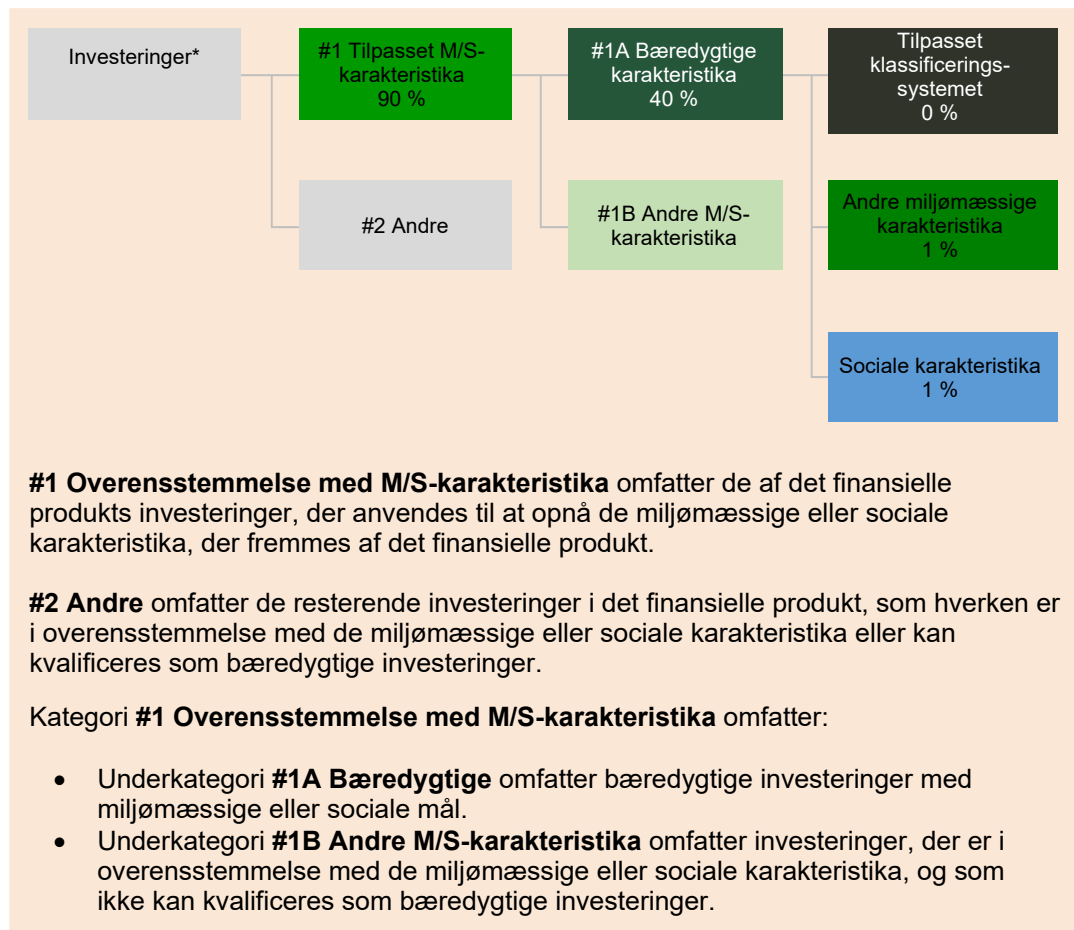 Investeringer*
#1 Tilpasset M/S-
karakteristika
90 %
#1A Bæredygtige
karakteristika
40 %
Tilpasset
klassificerings-
systemet
0 %
#2 Andre
#1B Andre M/S-
karakteristika
Andre miljømæssige
karakteristika
1 %
Sociale karakteristika
1 %
#1 Overensstemmelse med M/S-karakteristika omfatter de af det finansielle
produkts investeringer, der anvendes til at opnå de miljømæssige eller sociale
karakteristika, der fremmes af det finansielle produkt.
#2 Andre omfatter de resterende investeringer i det finansielle produkt, som hverken er
i overensstemmelse med de miljømæssige eller sociale karakteristika eller kan
kvalificeres som bæredygtige investeringer.
Kategori #1 Overensstemmelse med M/S-karakteristika omfatter:
• Underkategori #1A Bæredygtige omfatter bæredygtige investeringer med
miljømæssige eller sociale mål.
• Underkategori #1B Andre M/S-karakteristika omfatter investeringer, der er i
overensstemmelse med de miljømæssige eller sociale karakteristika, og som
ikke kan kvalificeres som bæredygtige investeringer.